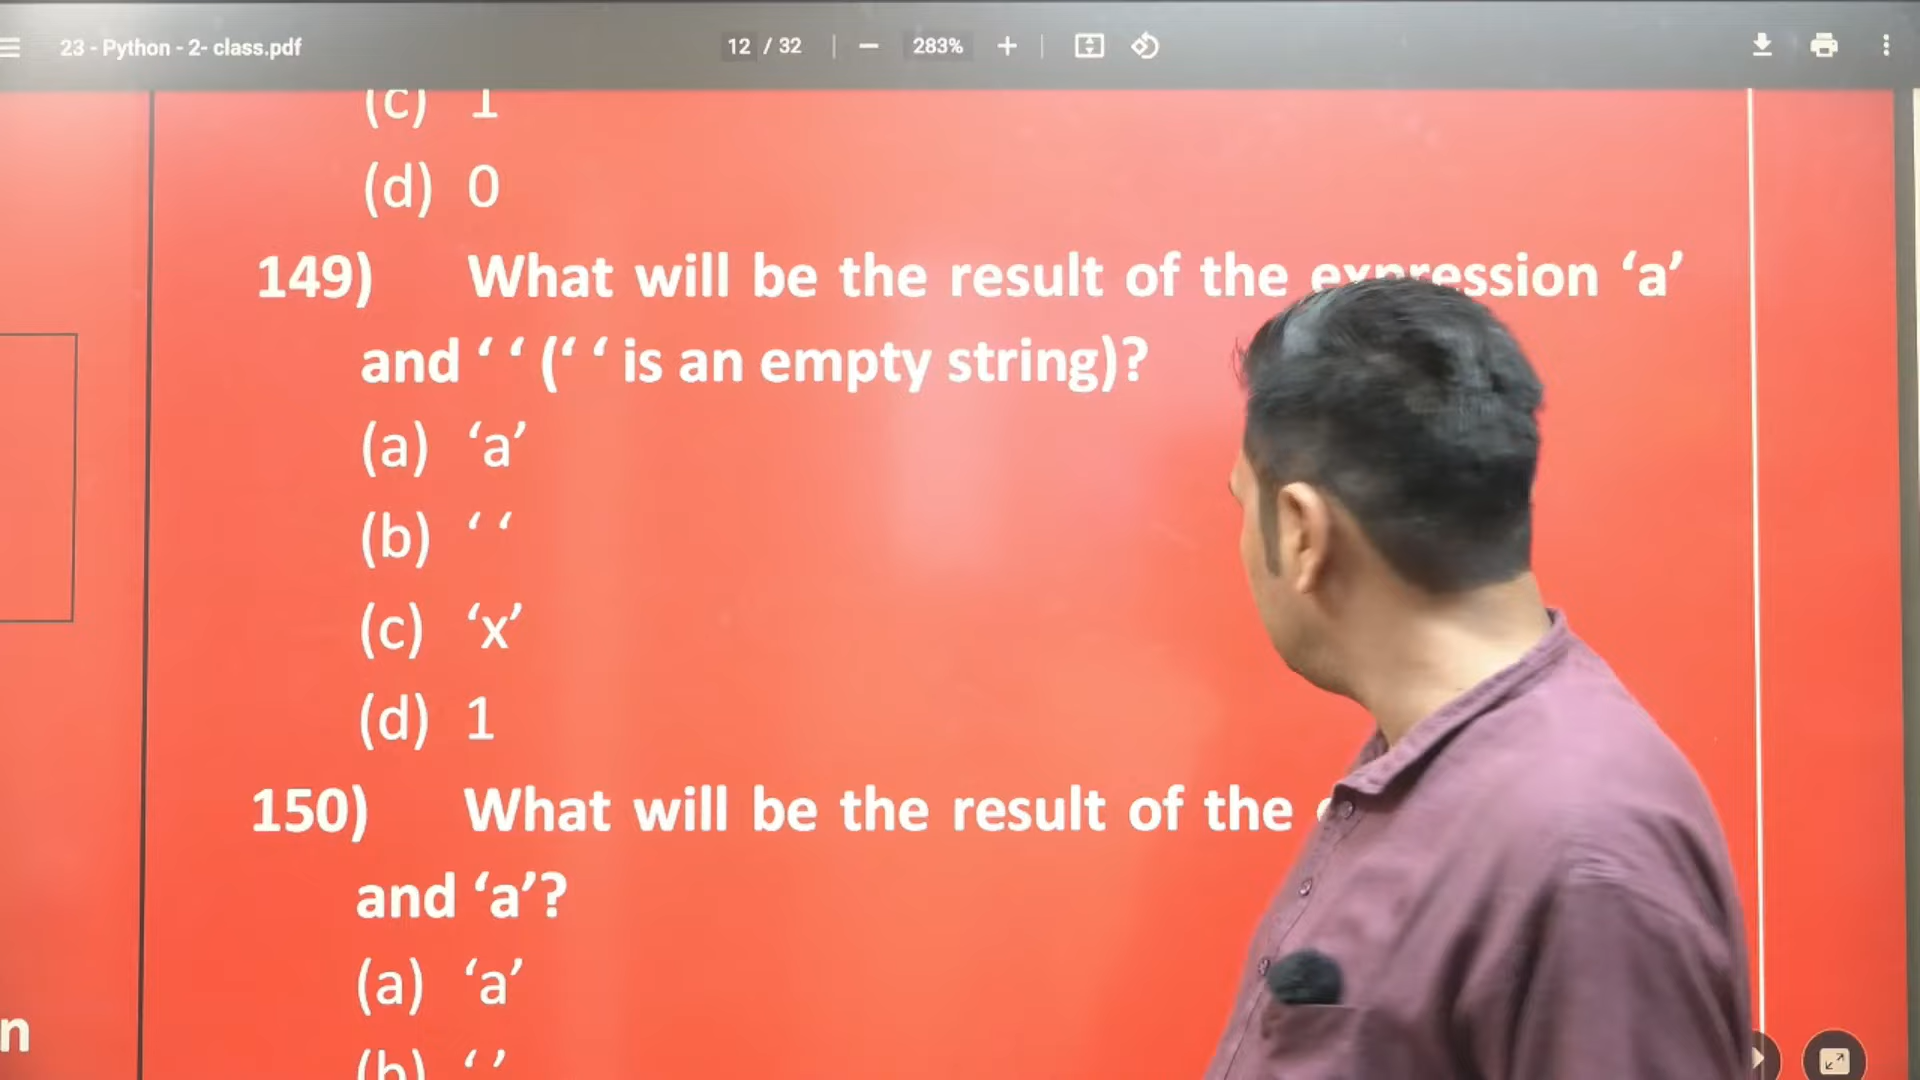 23 - Python - 2- class.pdf
12 / 32
283%
(c) 1
(d) 0
149) What will be the result of the expression ‘a’
and ‘ ‘ (‘ ‘ is an empty string)?
(a) ‘a’
(b) ‘ ‘
(c) ‘x’
(d) 1
150) What will be the result of the
and ‘a’?
(a) ‘a’
(b) ‘ ’
n